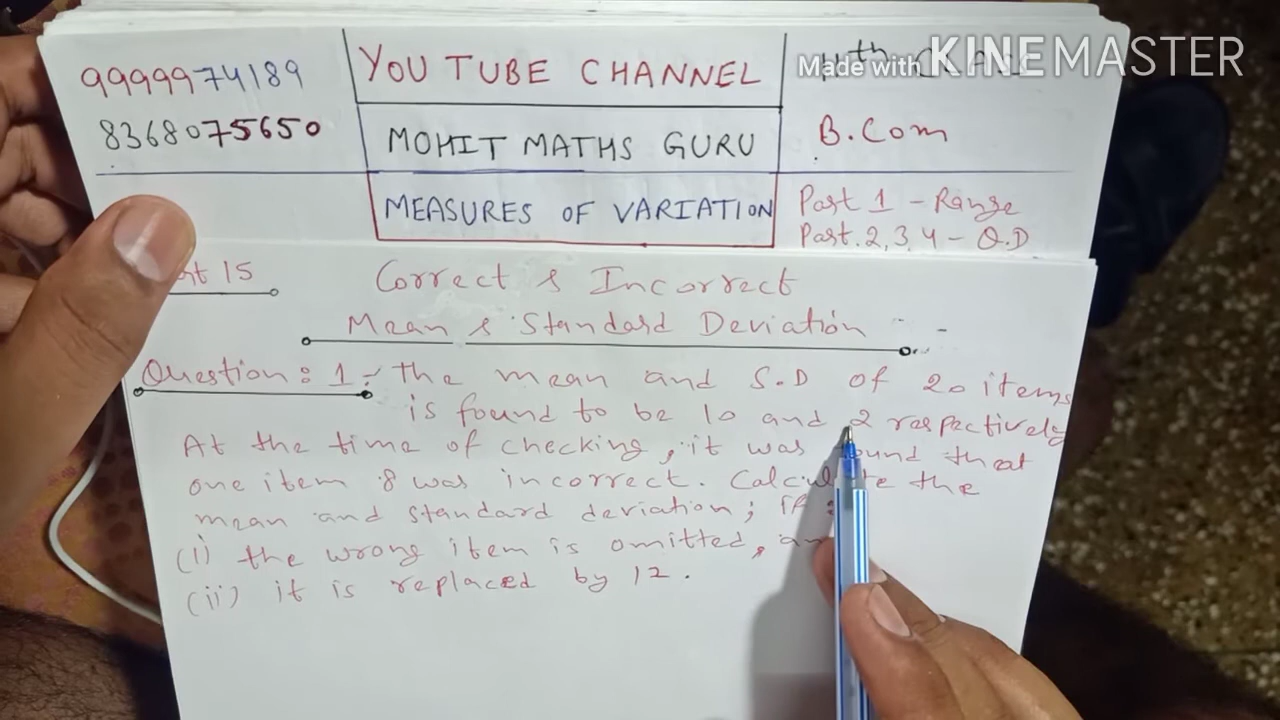 9999974189
8368075650
YOU TUBE CHANNEL
MOHIT MATHS GURU
MEASURES OF VARIATION
11th
B.Com
Part 1 - Range
Part.2,3,4 - Q.D
Made with KINEMASTER
15
Correct & Incorrect
Mean & Standard Deviation
Question: 1 :- The mean and S.D of 20 items
is found to be 10 and 2 respectively
At the time of checking, it was found that
one item 8 was incorrect. Calculate the
mean and standard deviation; if :
(i) the wrong item is omitted,
(ii) it is replaced by 12.